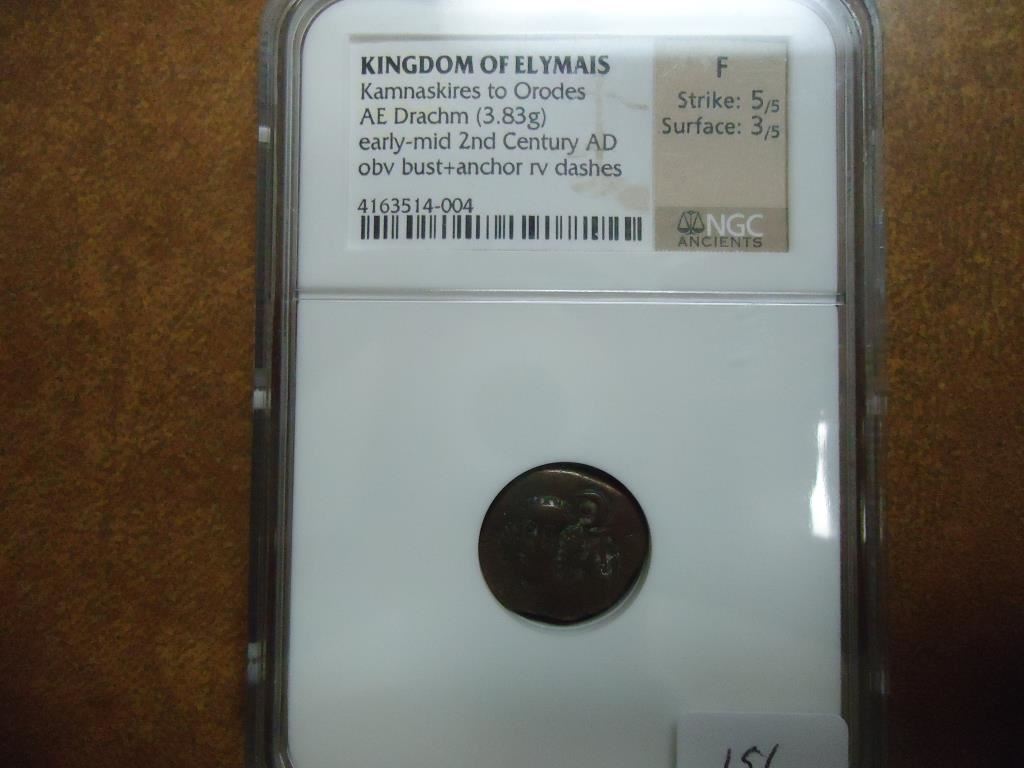 KINGDOM OF ELYMAIS
Kamnaskires to Orodes
AE Drachm (3.83g)
early-mid 2nd Century AD
obv bust+anchor rv dashes
4163514-004
F
Strike: 5/5
Surface: 3/5
NGC
ANCIENTS